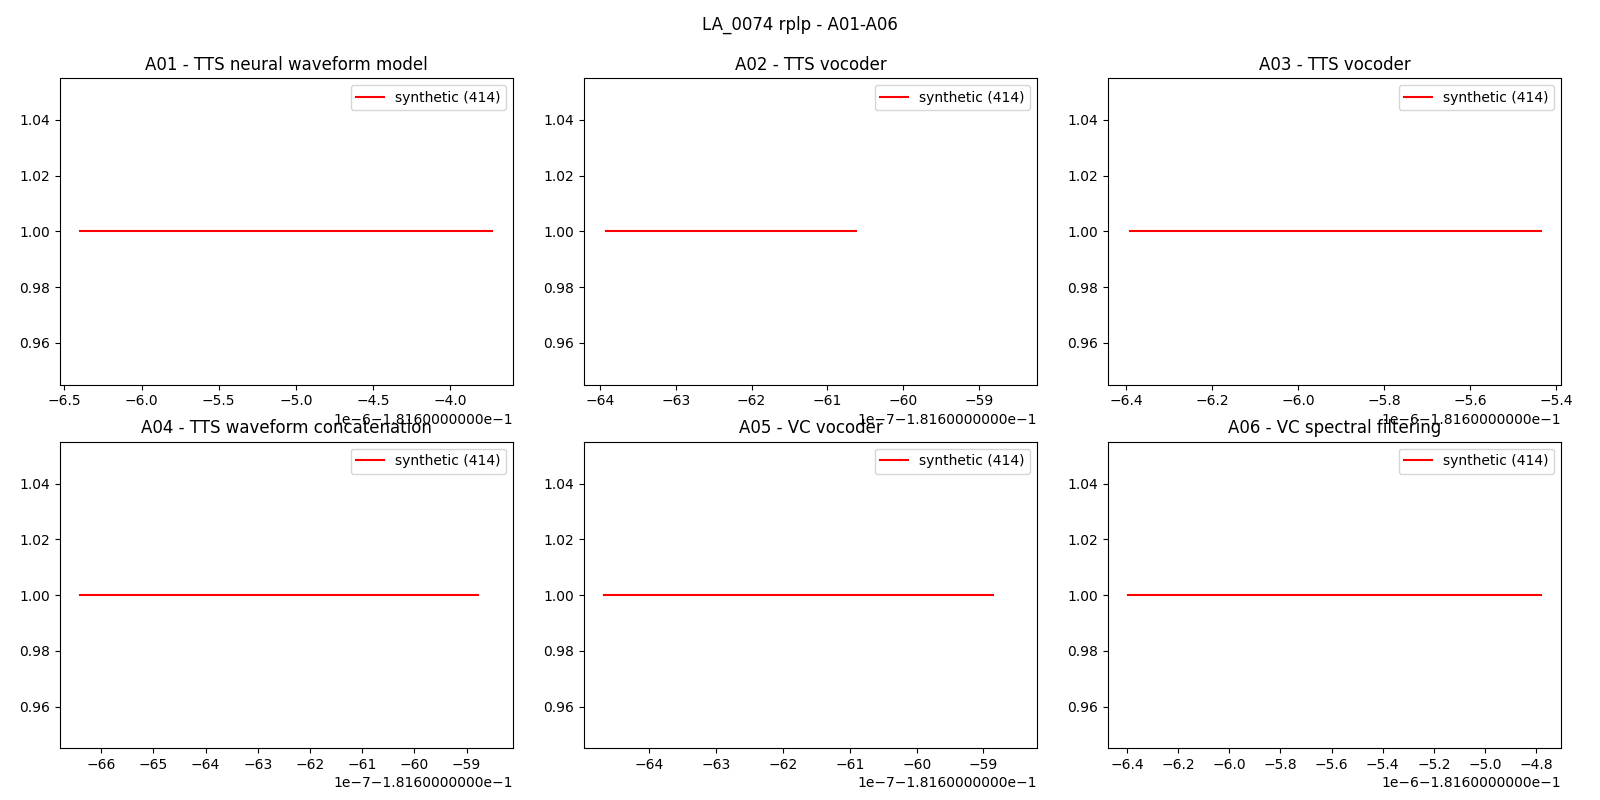 LA_0074 rplp - A01-A06
A01 - TTS neural waveform model
A02 - TTS vocoder
A03 - TTS vocoder
synthetic (414)
synthetic (414)
synthetic (414)
1.04
1.02
1.00
0.98
0.96
1.04
1.02
1.00
0.98
0.96
1.04
1.02
1.00
0.98
0.96
−6.5 −6.0 −5.5 −5.0 −4.5 −4.0
1e−6−1.8160000000e−1
−64 −63 −62 −61 −60 −59
1e−7−1.8160000000e−1
−6.4 −6.2 −6.0 −5.8 −5.6 −5.4
1e−6−1.8160000000e−1
A04 - TTS waveform concatenation
A05 - VC vocoder
A06 - VC spectral filtering
synthetic (414)
synthetic (414)
synthetic (414)
1.04
1.02
1.00
0.98
0.96
1.04
1.02
1.00
0.98
0.96
1.04
1.02
1.00
0.98
0.96
−66 −65 −64 −63 −62 −61 −60 −59
1e−7−1.8160000000e−1
−64 −63 −62 −61 −60 −59
1e−7−1.8160000000e−1
−6.4 −6.2 −6.0 −5.8 −5.6 −5.4 −5.2 −5.0 −4.8
1e−6−1.8160000000e−1